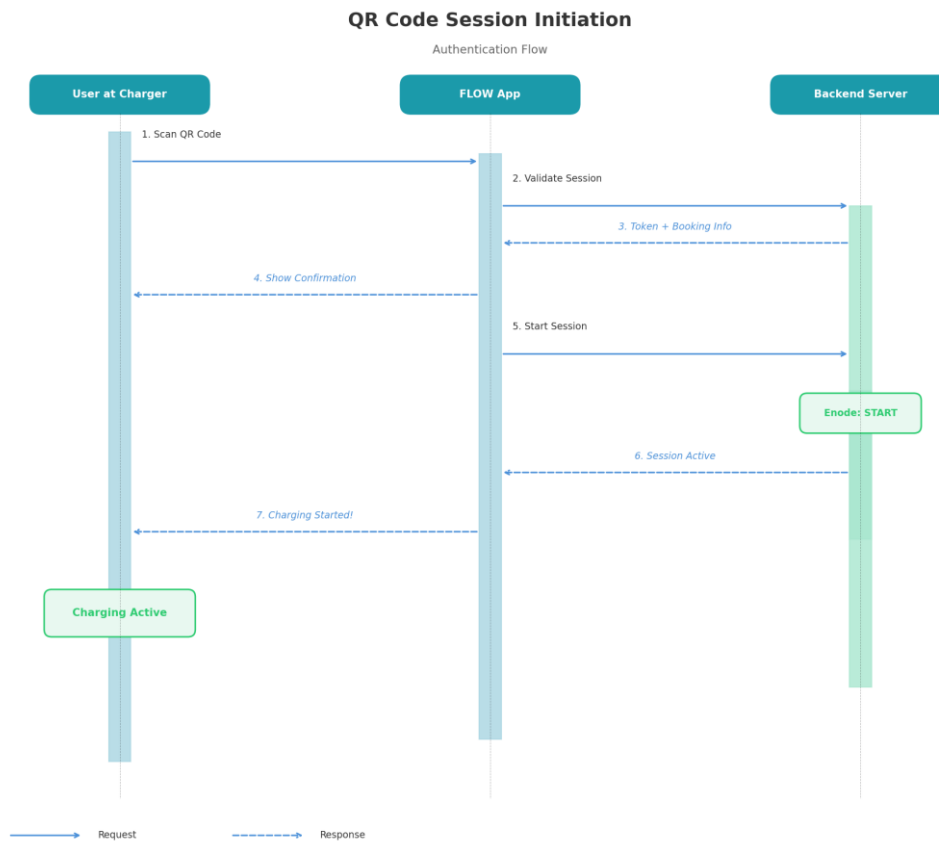 QR Code Session Initiation
Authentication Flow
User at Charger
FLOW App
Backend Server
1. Scan QR Code
2. Validate Session
3. Token + Booking Info
4. Show Confirmation
5. Start Session
Enode: START
6. Session Active
7. Charging Started!
Charging Active
Request
Response